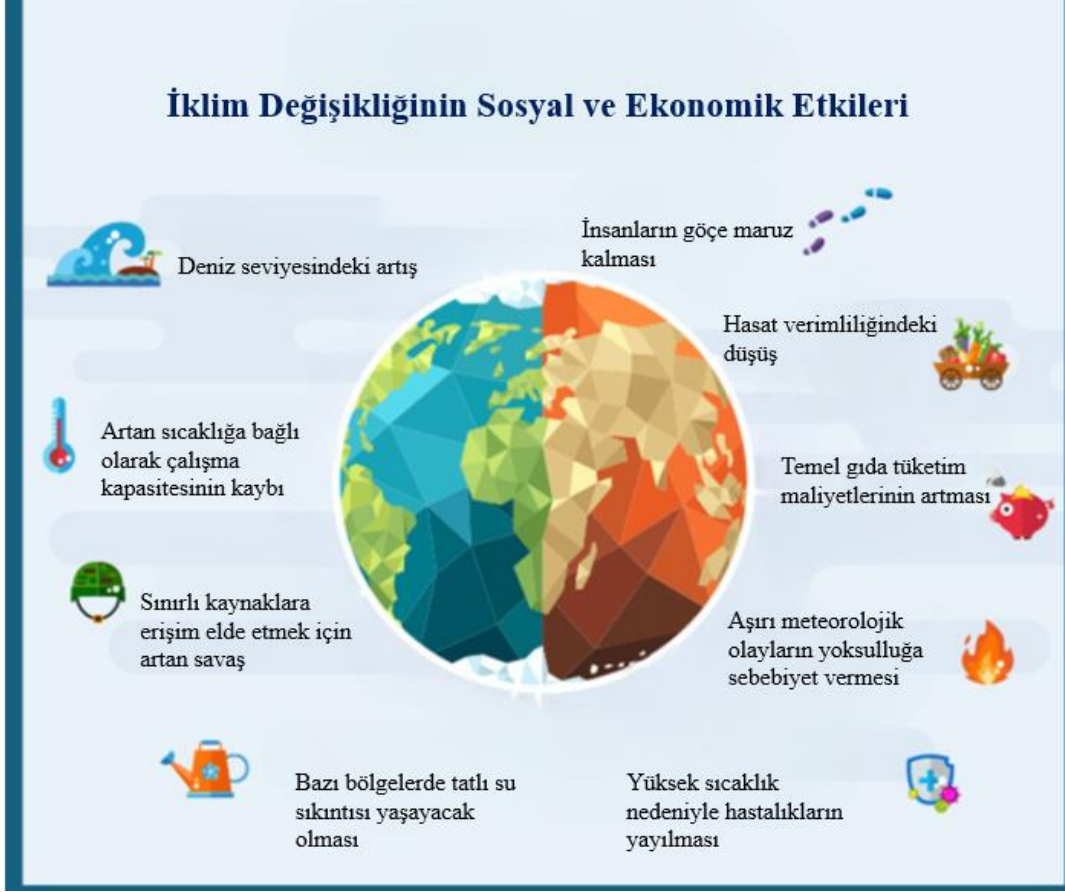 İklim Değişikliğinin Sosyal ve Ekonomik Etkileri
Deniz seviyesindeki artış
İnsanların göçe maruz
kalması
Hasat verimliliğindeki
düşüş
Artan sıcaklığa bağlı
olarak çalışma
kapasitesinin kaybı
Temel gıda tüketim
maliyetlerinin artması
Sınırlı kaynaklara
erişim elde etmek için
artan savaş
Aşırı meteorolojik
olayların yoksulluğa
sebebiyet vermesi
Bazı bölgelerde tatlı su
sıkıntısı yaşayacak
olması
Yüksek sıcaklık
nedeniyle hastalıkların
yayılması